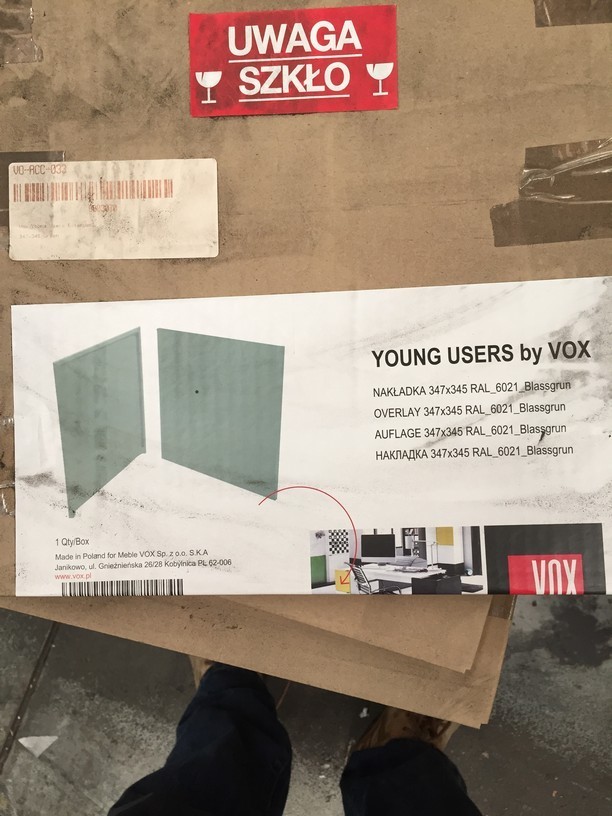 UWAGA
SZKŁO
VO-ACC-032
YOUNG USERS by VOX
NAKŁADKA 347x345 RAL_6021_Blassgrun
OVERLAY 347x345 RAL_6021_Blassgrun
AUFLAGE 347x345 RAL_6021_Blassgrun
НАКЛАДКА 347x345 RAL_6021_Blassgrun
1 Qty/Box
Made in Poland for Meble VOX Sp. z o.o. S.K.A
Janikowo, ul. Gnieźnieńska 26/28 Kobylnica PL 62-006
www.vox.pl
VOX